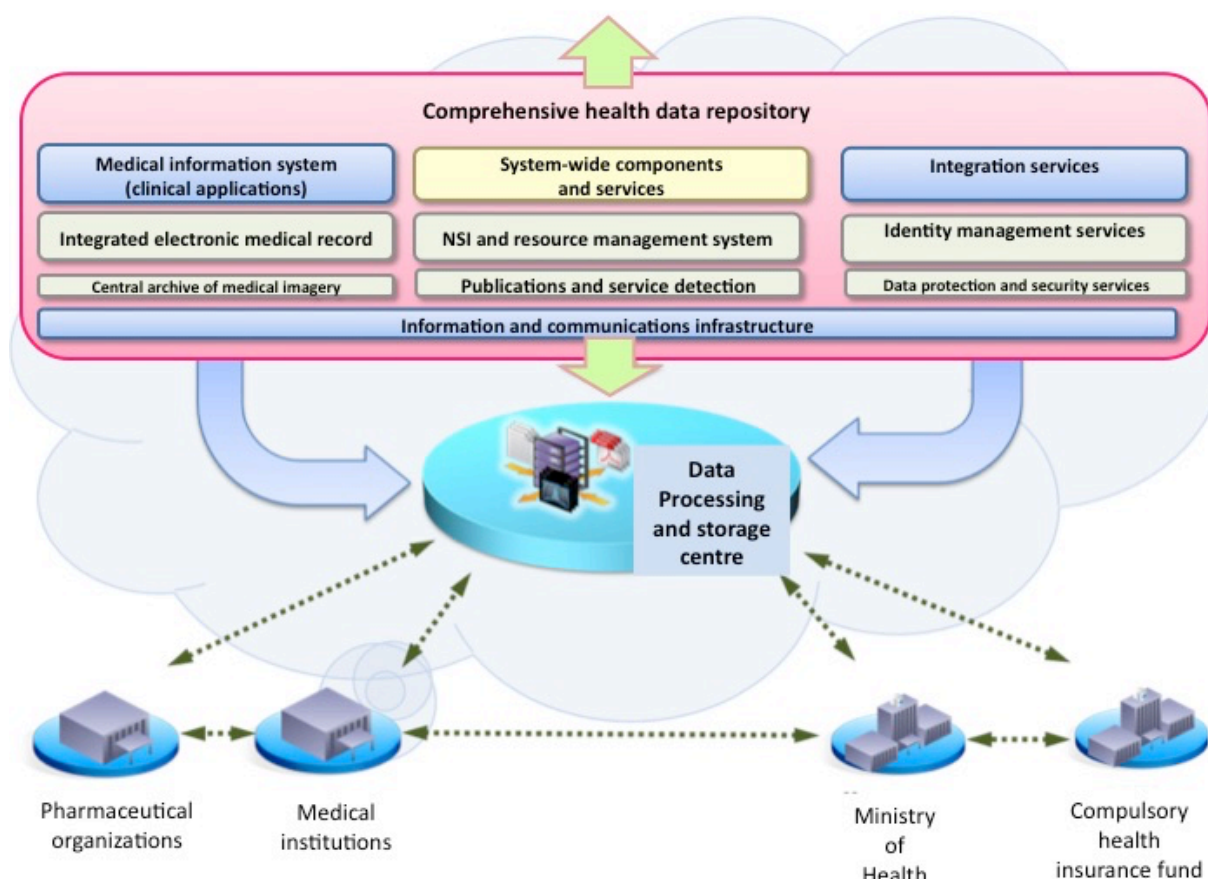 Comprehensive health data repository
Medical information system
(clinical applications)
System-wide components
and services
Integration services
Integrated electronic medical record
NSI and resource management system
Identity management services
Central archive of medical imagery
Publications and service detection
Data protection and security services
Information and communications infrastructure
Data
Processing
and storage
centre
Pharmaceutical
organizations
Medical
institutions
Ministry
of
Health
Compulsory
health
insurance fund